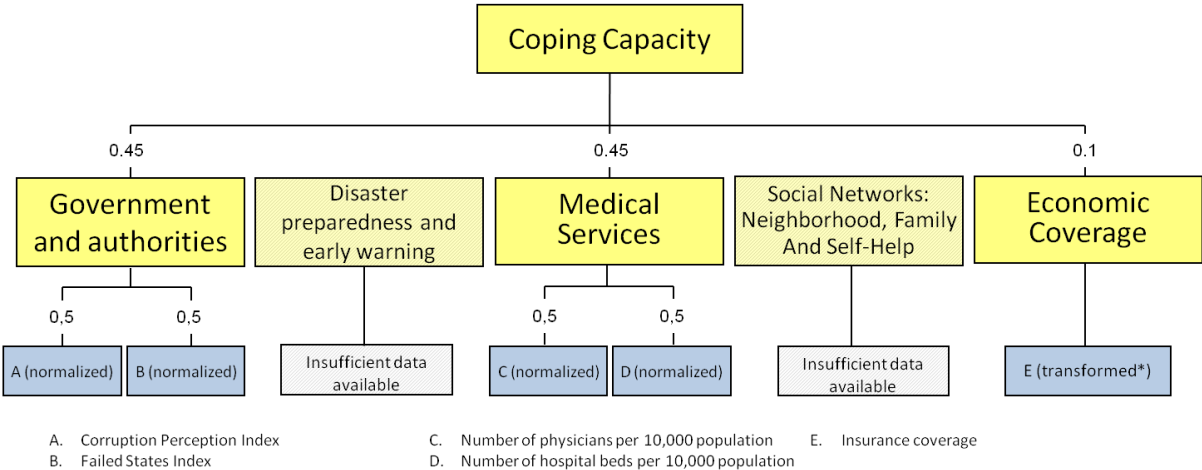 Coping Capacity
0.45
0.45
0.1
Government
and authorities
Disaster
preparedness and
early warning
Medical
Services
Social Networks:
Neighborhood, Family
And Self-Help
Economic
Coverage
0,5
0,5
0,5
0,5
A (normalized)
B (normalized)
Insufficient data
available
C (normalized)
D (normalized)
Insufficient data
available
E (transformed*)
A. Corruption Perception Index
B. Failed States Index
C. Number of physicians per 10,000 population
D. Number of hospital beds per 10,000 population
E. Insurance coverage